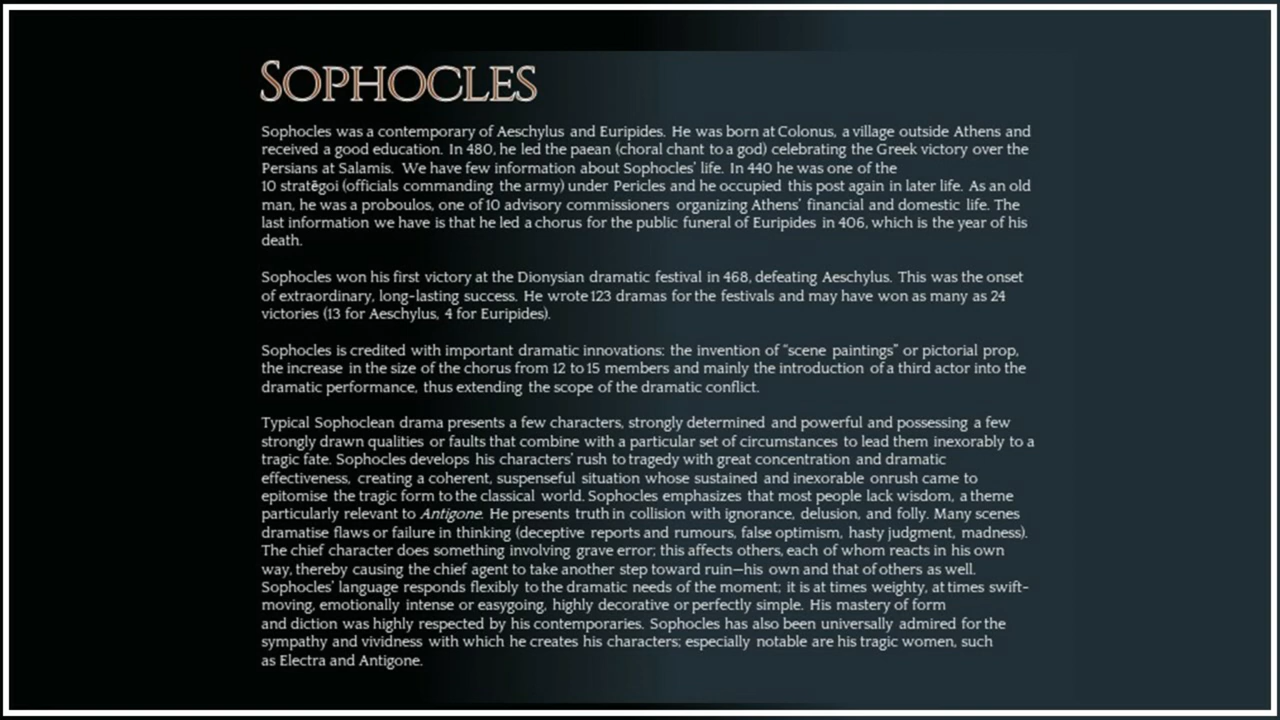 SOPHOCLES
Sophocles was a contemporary of Aeschylus and Euripides. He was born at Colonus, a village outside Athens and
received a good education. In 480, he led the paean (choral chant to a god) celebrating the Greek victory over the
Persians at Salamis. We have few information about Sophocles' life. In 440 he was one of the
10 stratēgoi (officials commanding the army) under Pericles and he occupied this post again in later life. As an old
man, he was a proboulos, one of 10 advisory commissioners organizing Athens' financial and domestic life. The
last information we have is that he led a chorus for the public funeral of Euripides in 406, which is the year of his
death.
Sophocles won his first victory at the Dionysian dramatic festival in 468, defeating Aeschylus. This was the onset
of extraordinary, long-lasting success. He wrote 123 dramas for the festivals and may have won as many as 24
victories (13 for Aeschylus, 4 for Euripides).
Sophocles is credited with important dramatic innovations: the invention of “scene paintings” or pictorial prop,
the increase in the size of the chorus from 12 to 15 members and mainly the introduction of a third actor into the
dramatic performance, thus extending the scope of the dramatic conflict.
Typical Sophoclean drama presents a few characters, strongly determined and powerful and possessing a few
strongly drawn qualities or faults that combine with a particular set of circumstances to lead them inexorably to a
tragic fate. Sophocles develops his characters' rush to tragedy with great concentration and dramatic
effectiveness, creating a coherent, suspenseful situation whose sustained and inexorable onrush came to
epitomise the tragic form to the classical world. Sophocles emphasizes that most people lack wisdom, a theme
particularly relevant to Antigone. He presents truth in collision with ignorance, delusion, and folly. Many scenes
dramatise flaws or failure in thinking (deceptive reports and rumours, false optimism, hasty judgment, madness).
The chief character does something involving grave error; this affects others, each of whom reacts in his own
way, thereby causing the chief agent to take another step toward ruin—his own and that of others as well.
Sophocles' language responds flexibly to the dramatic needs of the moment; it is at times weighty, at times swift-
moving, emotionally intense or easygoing, highly decorative or perfectly simple. His mastery of form
and diction was highly respected by his contemporaries. Sophocles has also been universally admired for the
sympathy and vividness with which he creates his characters; especially notable are his tragic women, such
as Electra and Antigone.